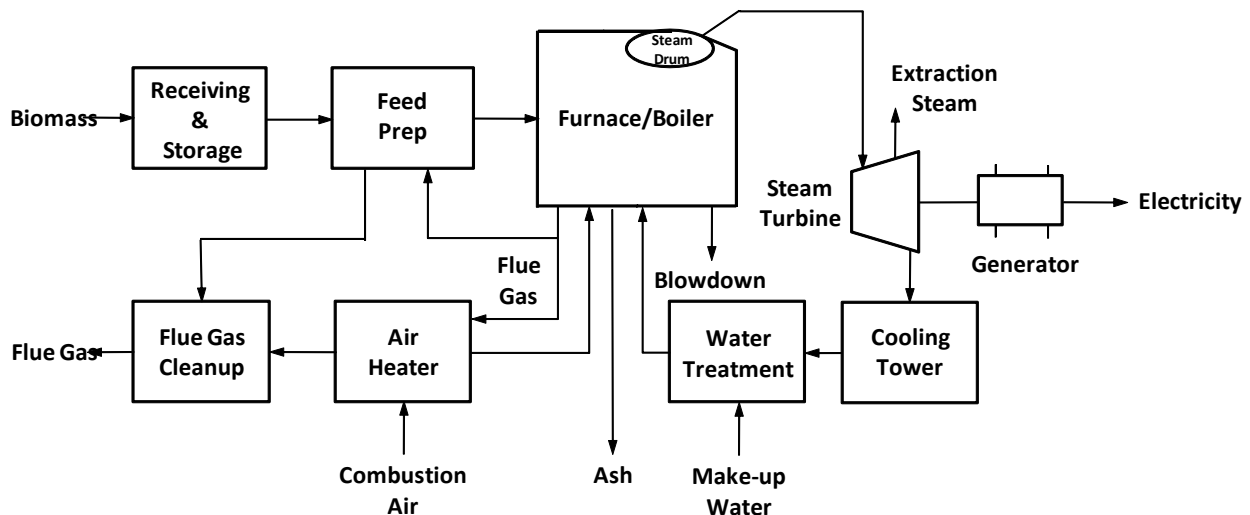 Steam
Drum
Extraction
Steam
Biomass
Receiving
&
Storage
Feed
Prep
Furnace/Boiler
Steam
Turbine
Electricity
Generator
Flue
Gas
Blowdown
Flue Gas
Flue Gas
Cleanup
Air
Heater
Water
Treatment
Cooling
Tower
Combustion
Air
Ash
Make-up
Water